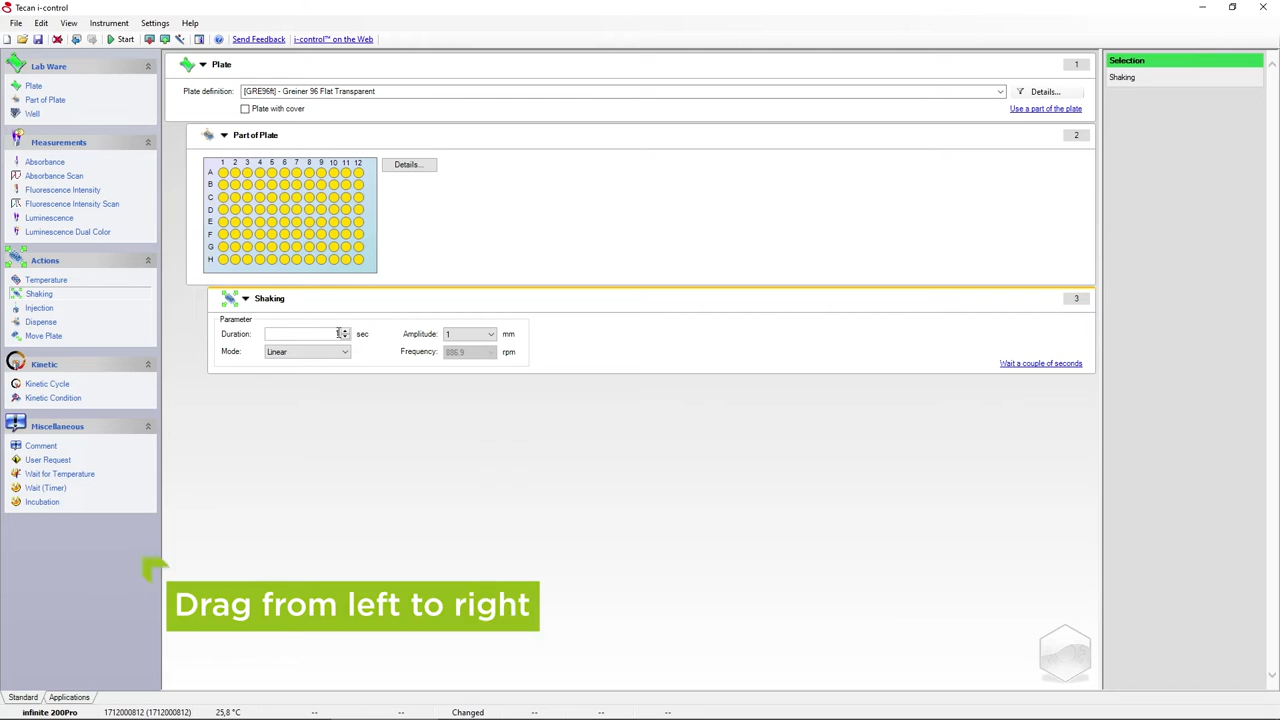 Tecan i-control
File Edit View Instrument Settings Help
Start Send Feedback i-control™ on the Web
Lab Ware
Plate
Part of Plate
Well
Measurements
Absorbance
Absorbance Scan
Fluorescence Intensity
Fluorescence Intensity Scan
Luminescence
Luminescence Dual Color
Actions
Temperature
Shaking
Injection
Dispense
Move Plate
Kinetic
Kinetic Cycle
Kinetic Condition
Miscellaneous
Comment
User Request
Wait for Temperature
Wait (Timer)
Incubation
Plate 1
Plate definition: [GRE96ft] - Greiner 96 Flat Transparent Details...
Plate with cover Use a part of the plate
Part of Plate 2
1 2 3 4 5 6 7 8 9 10 11 12
Details...
A
B
C
D
E
F
G
H
Shaking 3
Parameter
Duration: sec Amplitude: 1 mm
Mode: Linear Frequency: 886.9 rpm
Wait a couple of seconds
Selection
Shaking
Drag from left to right
Standard Applications
infinite 200Pro 1712000812 (1712000812) 25,8 °C -- -- Changed -- -- --